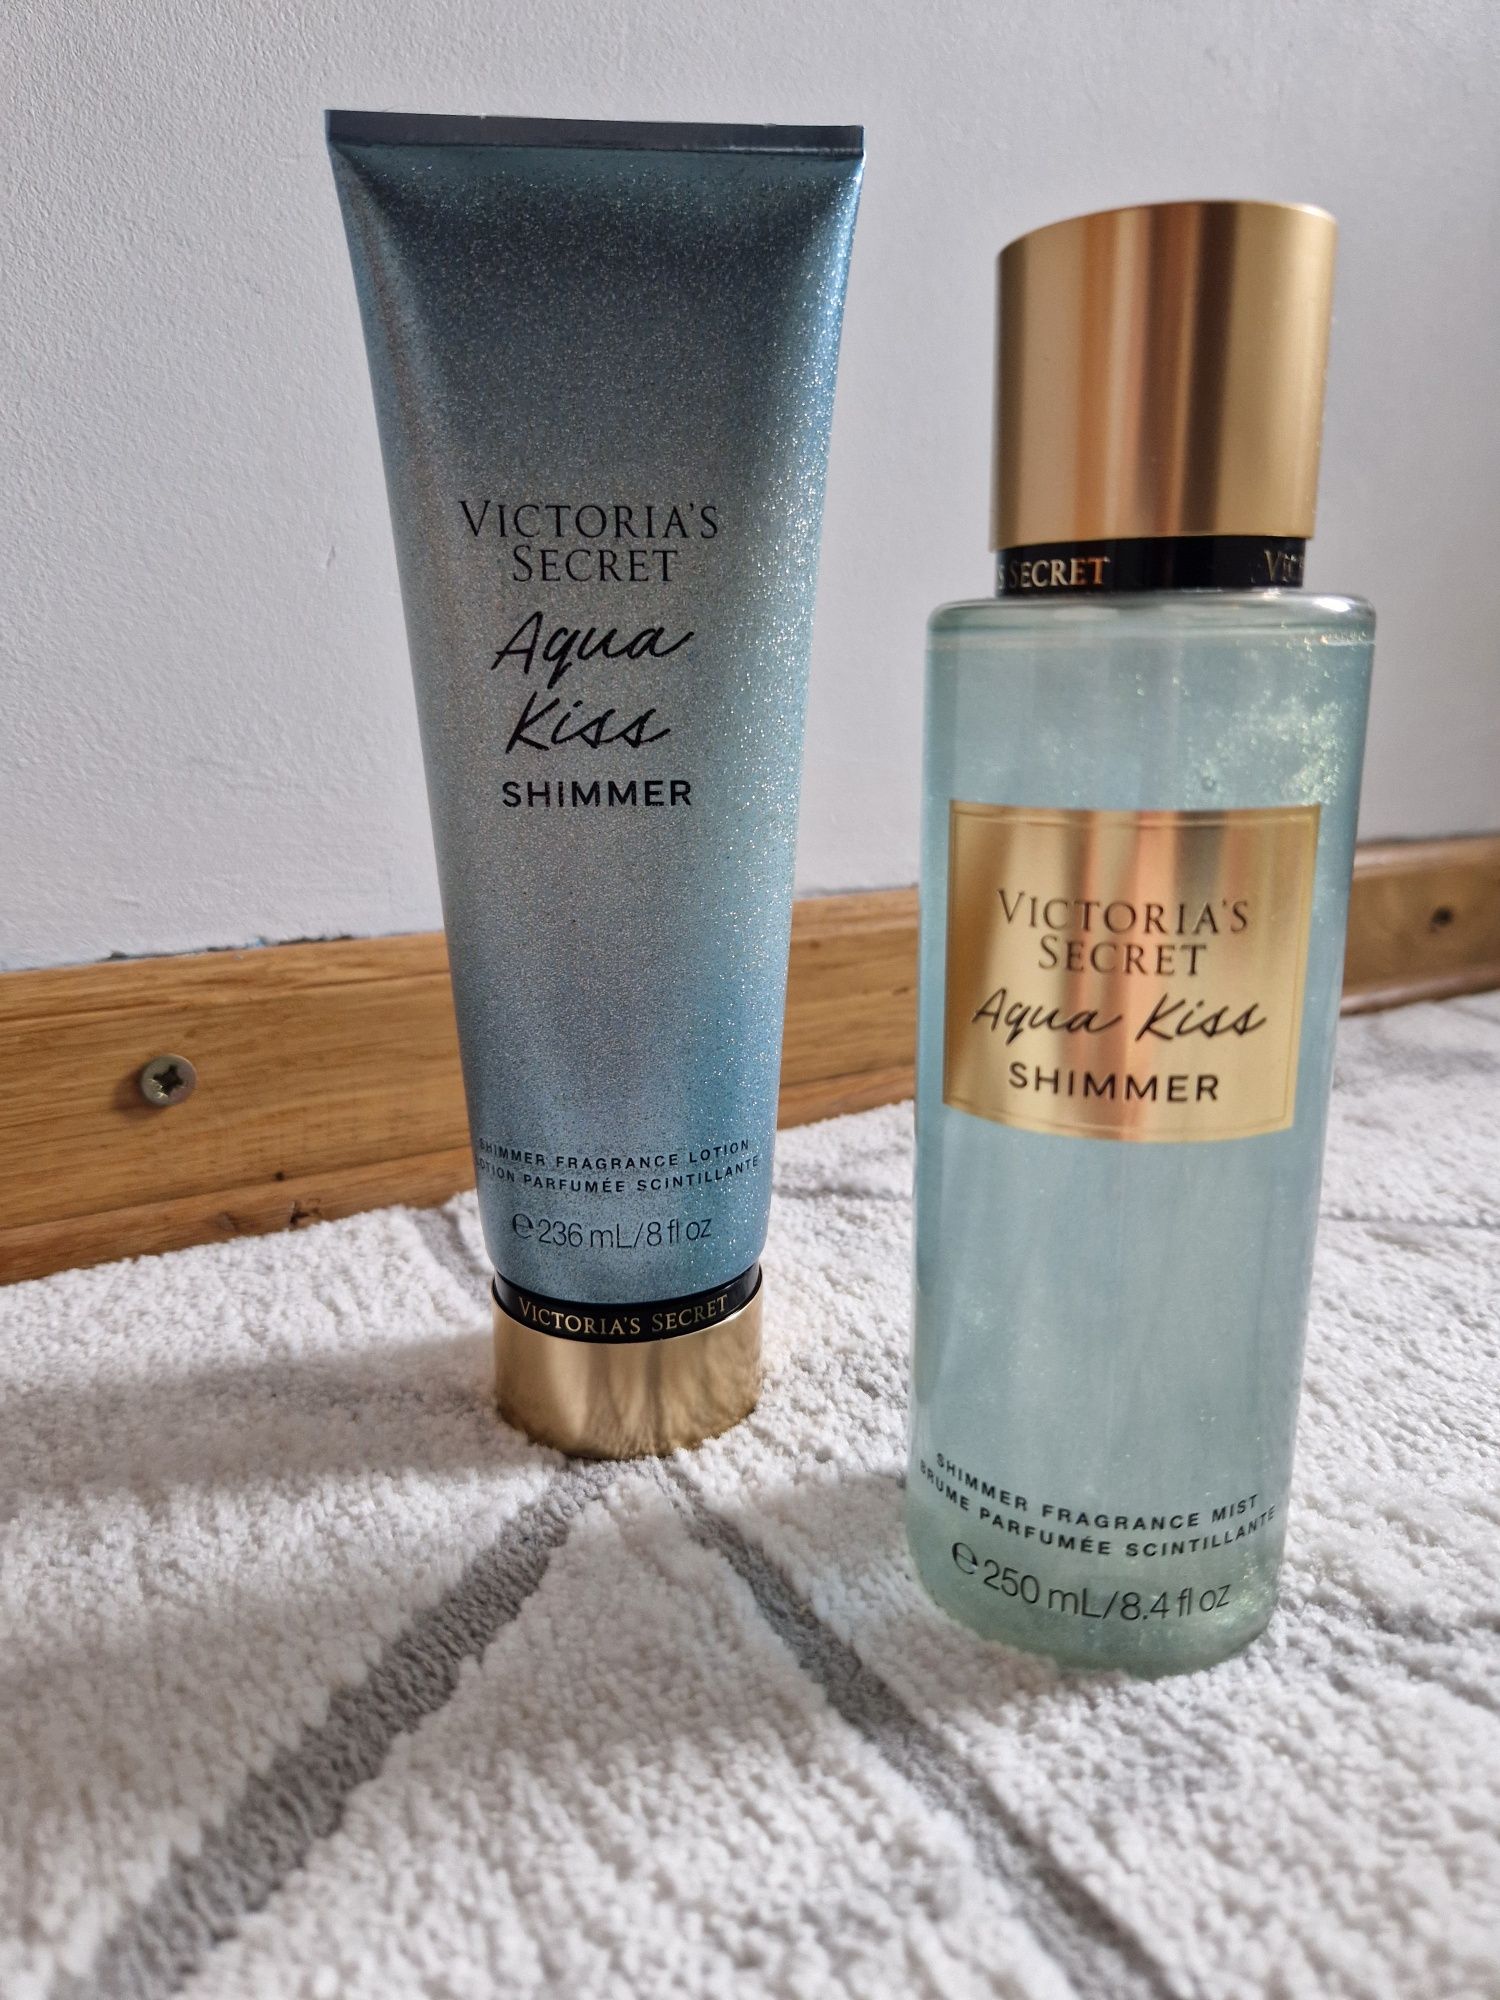 VICTORIA'S
SECRET
Aqua
Kiss
SHIMMER
SHIMMER FRAGRANCE LOTION
LOTION PARFUMÉE SCINTILLANTE
℮ 236 mL/8 fl oz
VICTORIA'S SECRET
SECRET
VICTORIA'S
SECRET
Aqua Kiss
SHIMMER
SHIMMER FRAGRANCE MIST
BRUME PARFUMÉE SCINTILLANTE
℮ 250 mL/8.4 fl oz